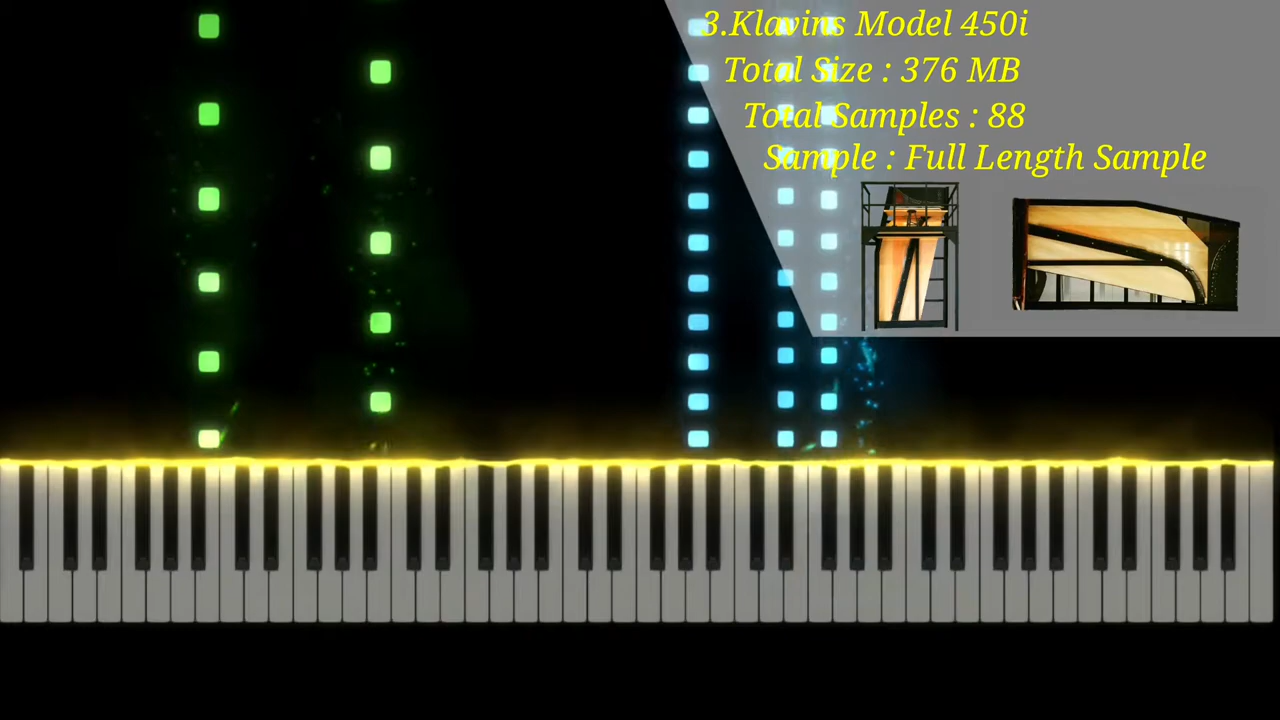 3.Klavins Model 450i
Total Size : 376 MB
Total Samples : 88
Sample : Full Length Sample